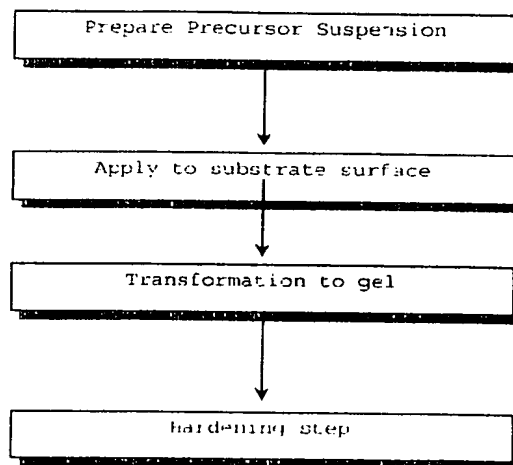 Prepare Precursor Suspension
Apply to substrate surface
Transformation to gel
Hardening step